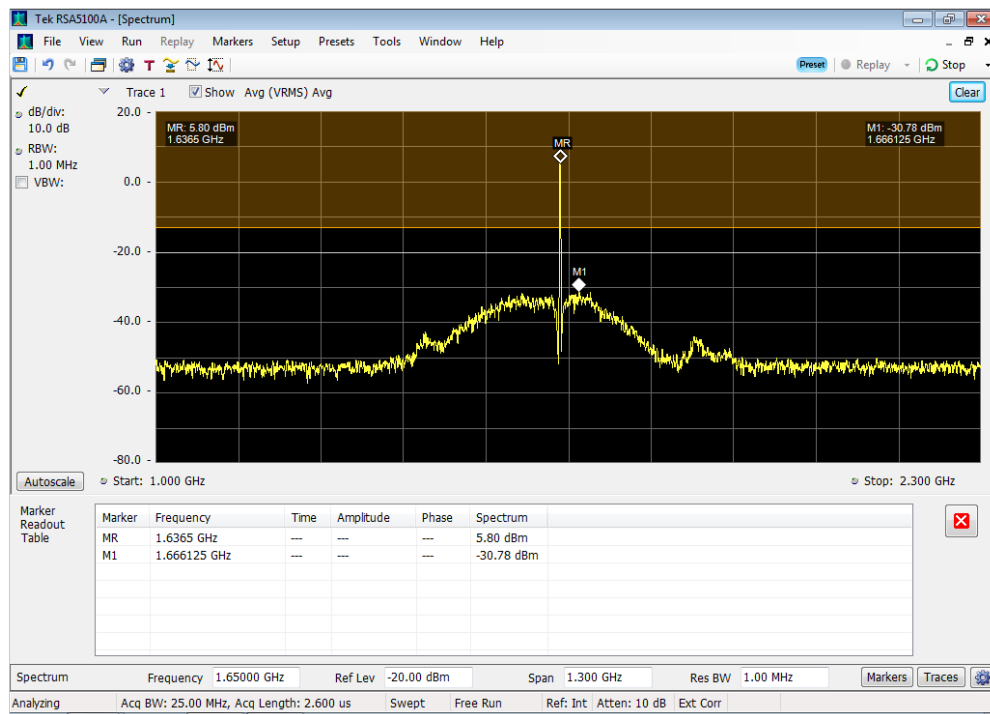 Tek RSA5100A - [Spectrum]
File View Run Replay Markers Setup Presets Tools Window Help
T Preset Replay Stop
Trace 1 Show Avg (VRMS) Avg Clear
dB/div:
10.0 dB
RBW:
1.00 MHz
VBW:
20.0
0.0
-20.0
-40.0
-60.0
-80.0
MR: 5.80 dBm
1.6365 GHz
MR
M1: -30.78 dBm
1.666125 GHz
M1
Autoscale Start: 1.000 GHz Stop: 2.300 GHz
Marker
Readout
Table
Marker Frequency Time Amplitude Phase Spectrum
MR 1.6365 GHz --- --- --- 5.80 dBm
M1 1.666125 GHz --- --- --- -30.78 dBm
Spectrum Frequency 1.65000 GHz Ref Lev -20.00 dBm Span 1.300 GHz Res BW 1.00 MHz Markers Traces
Analyzing Acq BW: 25.00 MHz, Acq Length: 2.600 us Swept Free Run Ref: Int Atten: 10 dB Ext Corr